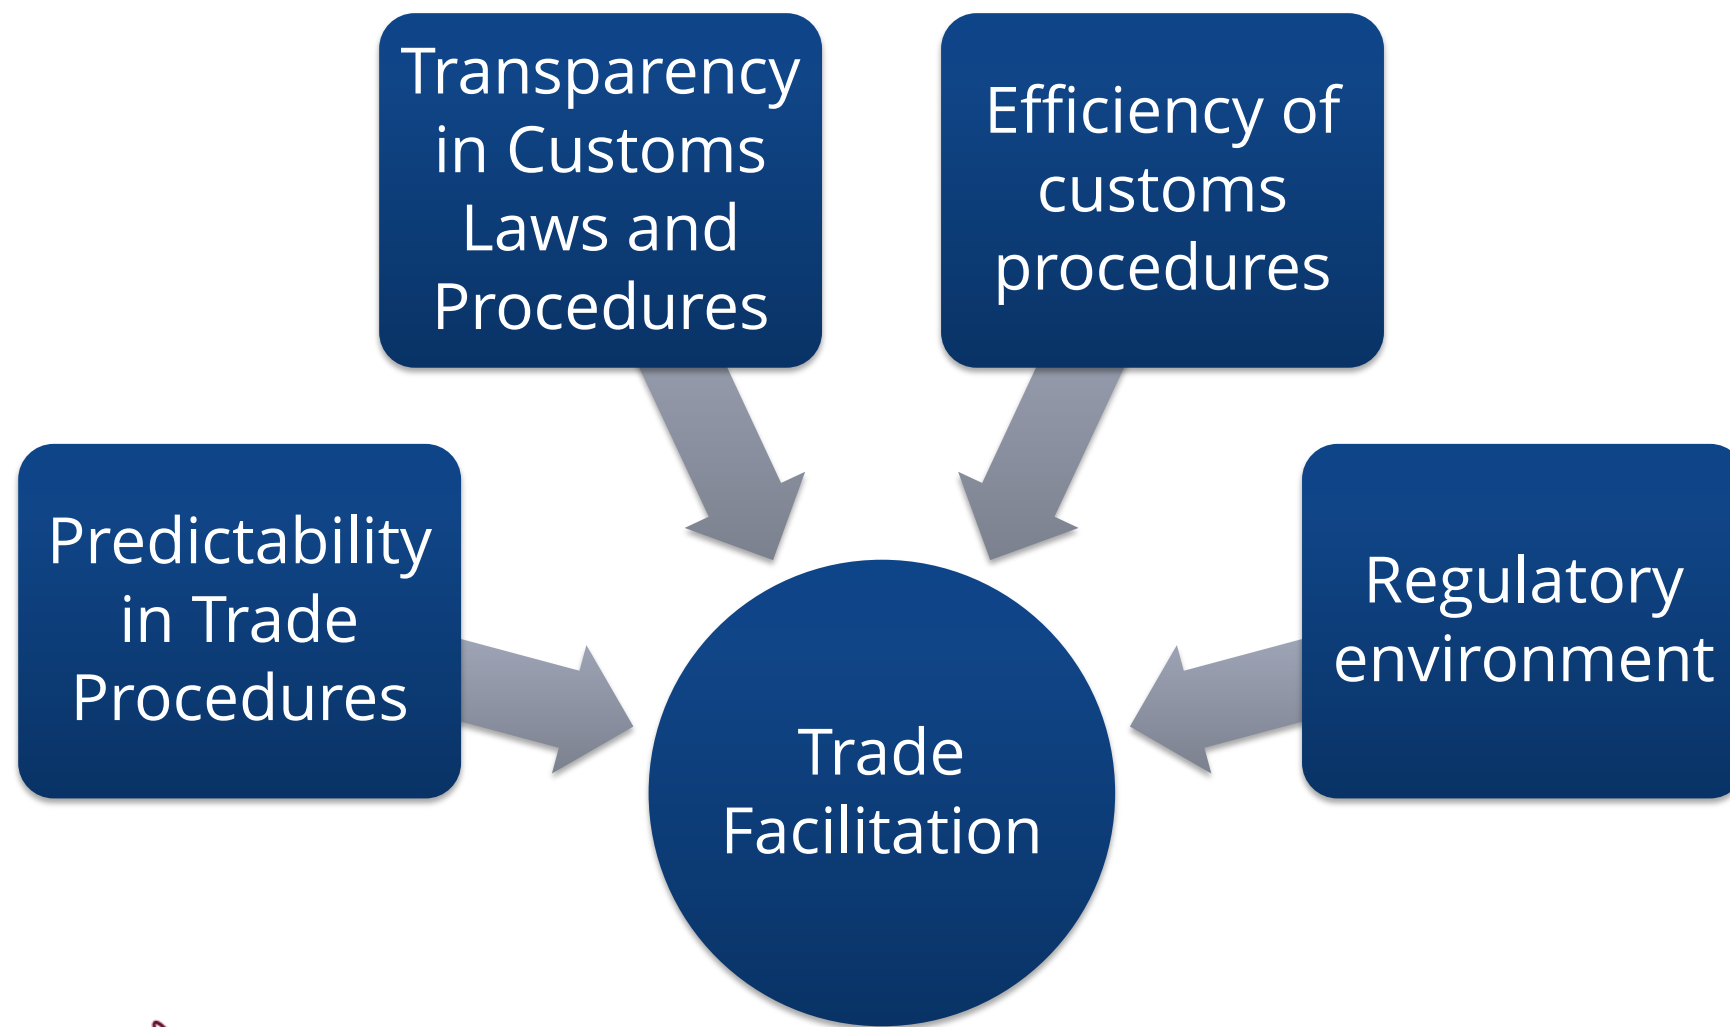 Transparency
in Customs
Laws and
Procedures
Efficiency of
customs
procedures
Predictability
in Trade
Procedures
Regulatory
environment
Trade
Facilitation